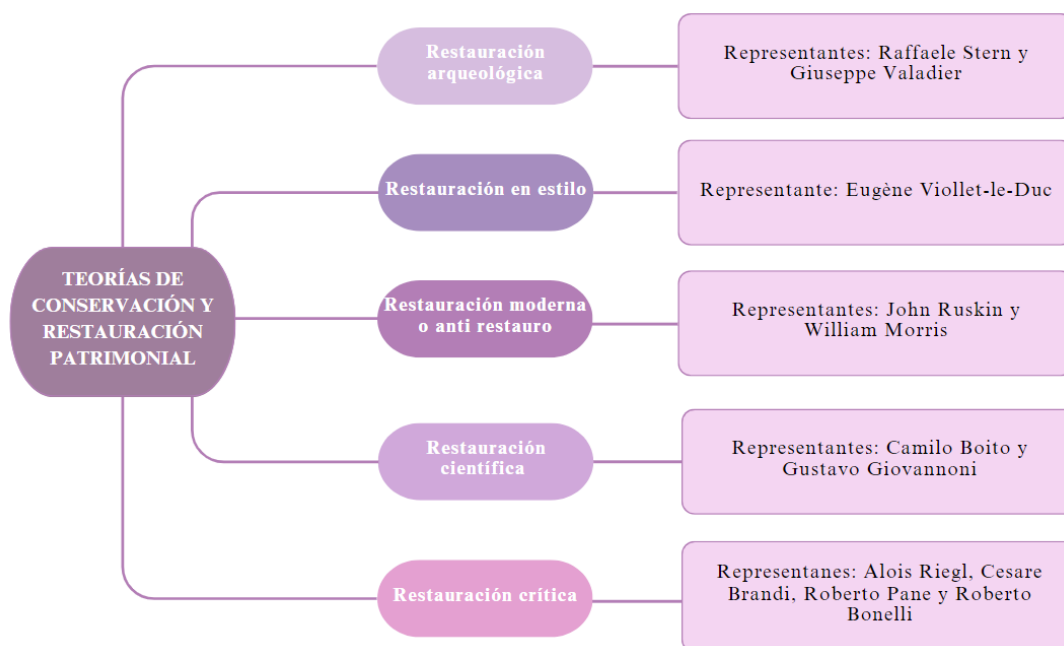 TEORÍAS DE
CONSERVACIÓN Y
RESTAURACIÓN
PATRIMONIAL
Restauración
arqueológica
Representantes: Raffaele Stern y
Giuseppe Valadier
Restauración en estilo
Representante: Eugène Viollet-le-Duc
Restauración moderna
o anti restauro
Representantes: John Ruskin y
William Morris
Restauración
científica
Representantes: Camilo Boito y
Gustavo Giovannoni
Restauración crítica
Representanes: Alois Riegl, Cesare
Brandi, Roberto Pane y Roberto
Bonelli